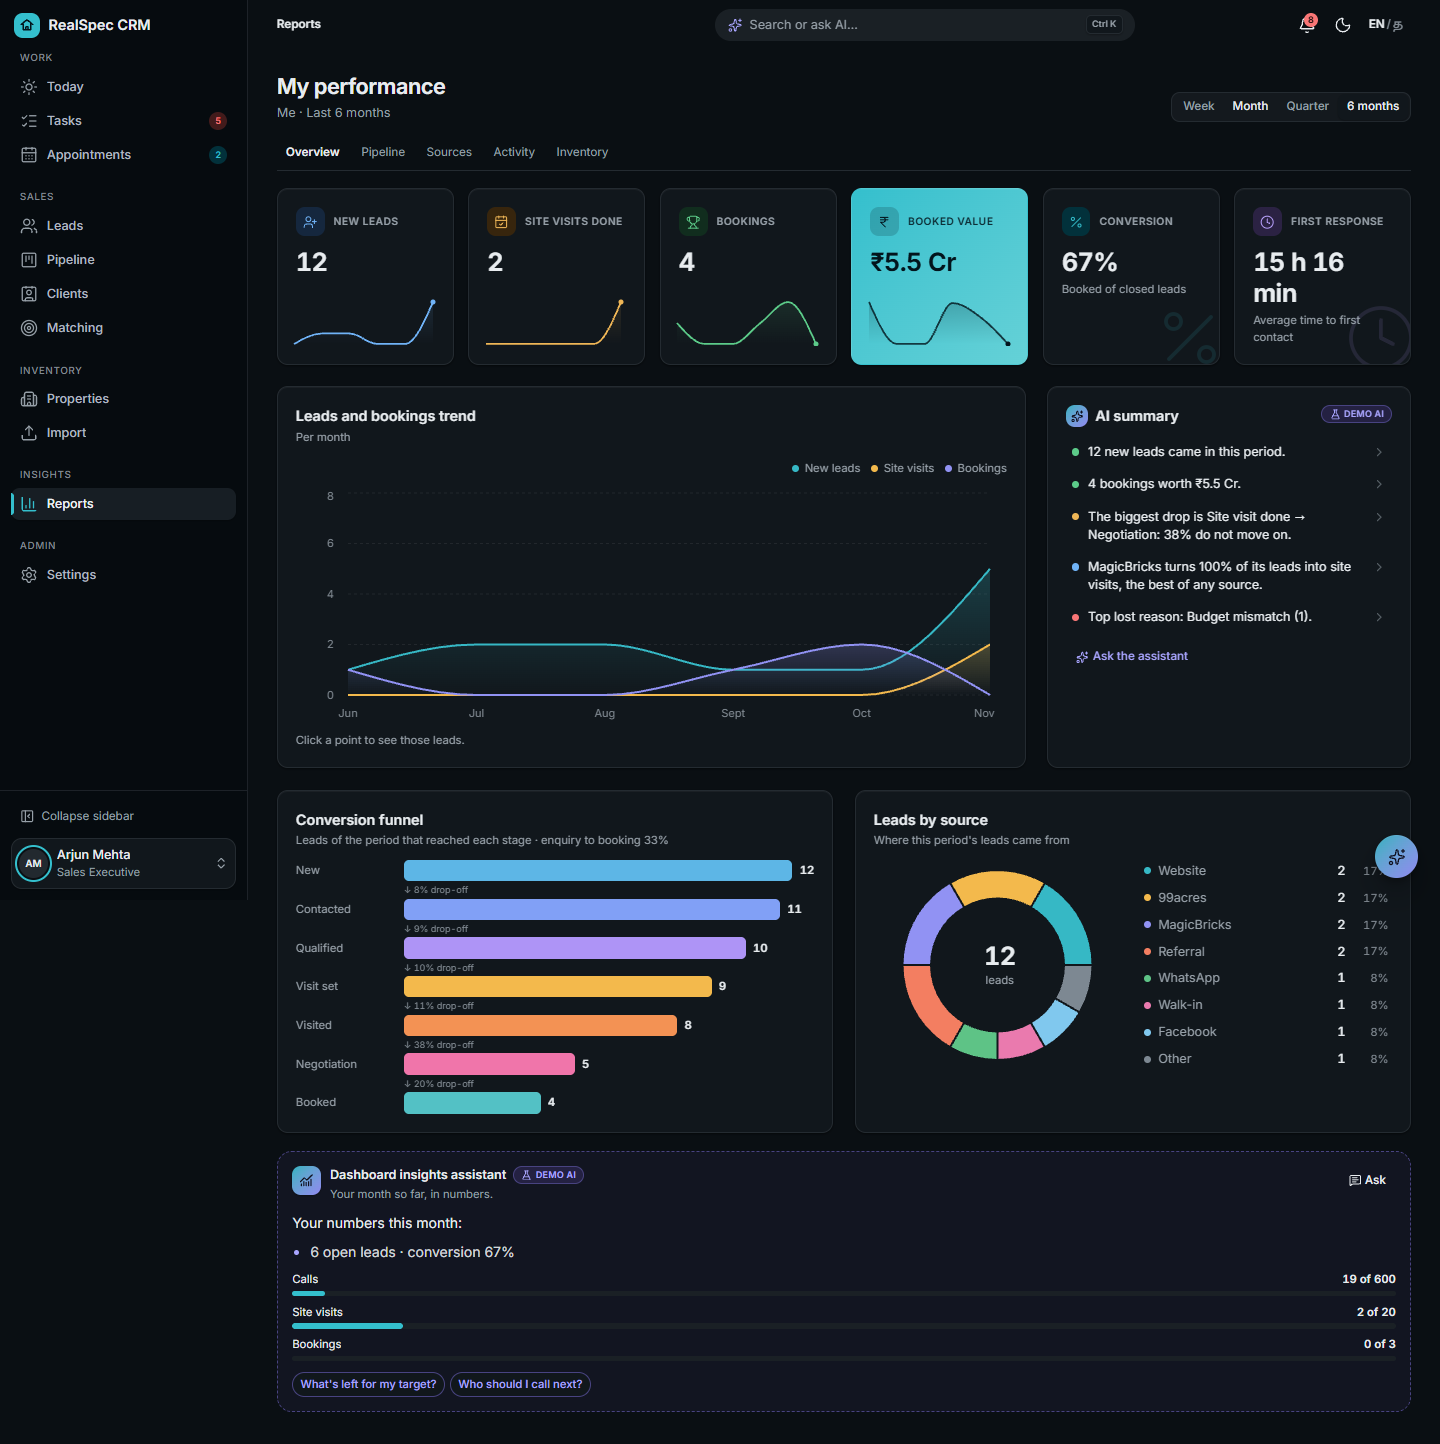 RealSpec CRM
WORK
Today
Tasks 5
Appointments 2
SALES
Leads
Pipeline
Clients
Matching
INVENTORY
Properties
Import
INSIGHTS
Reports
ADMIN
Settings
Collapse sidebar
AM
Arjun Mehta
Sales Executive
Reports
Search or ask AI...
Ctrl K
8
EN / த
My performance
Me · Last 6 months
Week Month Quarter 6 months
Overview Pipeline Sources Activity Inventory
NEW LEADS
12
SITE VISITS DONE
2
BOOKINGS
4
₹ BOOKED VALUE
₹5.5 Cr
CONVERSION
67%
Booked of closed leads
FIRST RESPONSE
15 h 16
min
Average time to first
contact
Leads and bookings trend
Per month
New leads Site visits Bookings
8
6
4
2
0
Jun Jul Aug Sept Oct Nov
Click a point to see those leads.
AI summary
DEMO AI
12 new leads came in this period.
4 bookings worth ₹5.5 Cr.
The biggest drop is Site visit done →
Negotiation: 38% do not move on.
MagicBricks turns 100% of its leads into site
visits, the best of any source.
Top lost reason: Budget mismatch (1).
Ask the assistant
Conversion funnel
Leads of the period that reached each stage · enquiry to booking 33%
New 12
↓ 8% drop-off
Contacted 11
↓ 9% drop-off
Qualified 10
↓ 10% drop-off
Visit set 9
↓ 11% drop-off
Visited 8
↓ 38% drop-off
Negotiation 5
↓ 20% drop-off
Booked 4
Leads by source
Where this period's leads came from
12
leads
Website 2
99acres 2 17%
MagicBricks 2 17%
Referral 2 17%
WhatsApp 1 8%
Walk-in 1 8%
Facebook 1 8%
Other 1 8%
Dashboard insights assistant
DEMO AI
Your month so far, in numbers.
Ask
Your numbers this month:
• 6 open leads · conversion 67%
Calls 19 of 600
Site visits 2 of 20
Bookings 0 of 3
What's left for my target?
Who should I call next?